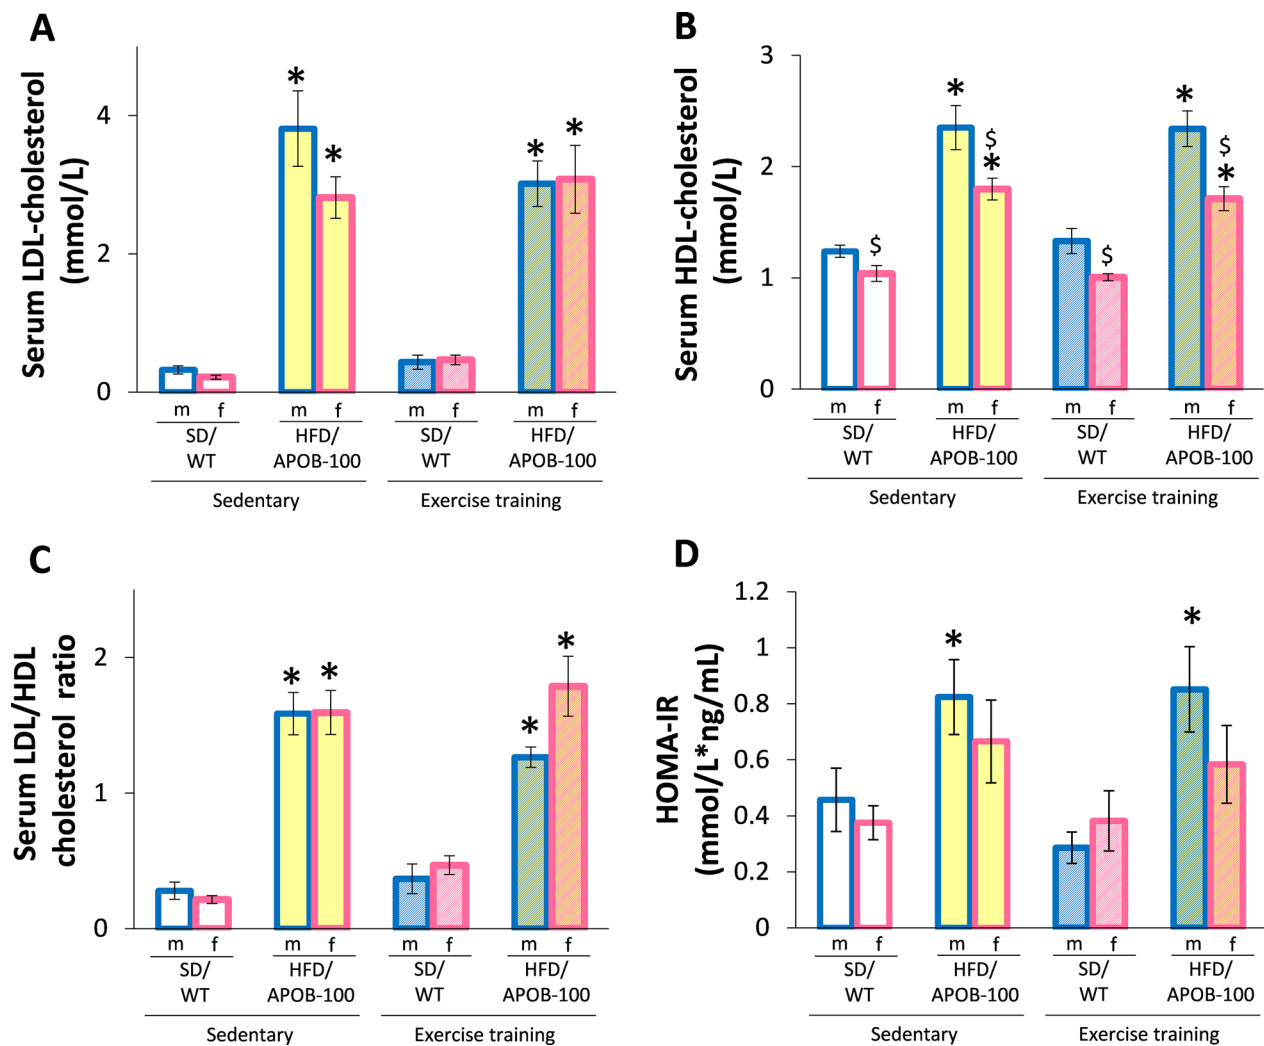 A
Serum LDL-cholesterol
(mmol/L)
4
2
0
*
*
*
*
m f m f m f m f
SD/ HFD/ SD/ HFD/
WT APOB-100 WT APOB-100
Sedentary Exercise training
B
Serum HDL-cholesterol
(mmol/L)
3
2
1
0
$
*
$
*
$
*
$
*
m f m f m f m f
SD/ HFD/ SD/ HFD/
WT APOB-100 WT APOB-100
Sedentary Exercise training
C
Serum LDL/HDL
cholesterol ratio
2
1
0
*
*
*
*
m f m f m f m f
SD/ HFD/ SD/ HFD/
WT APOB-100 WT APOB-100
Sedentary Exercise training
D
HOMA-IR
(mmol/L*ng/mL)
1.2
1
0.8
0.6
0.4
0.2
0
*
*
m f m f m f m f
SD/ HFD/ SD/ HFD/
WT APOB-100 WT APOB-100
Sedentary Exercise training